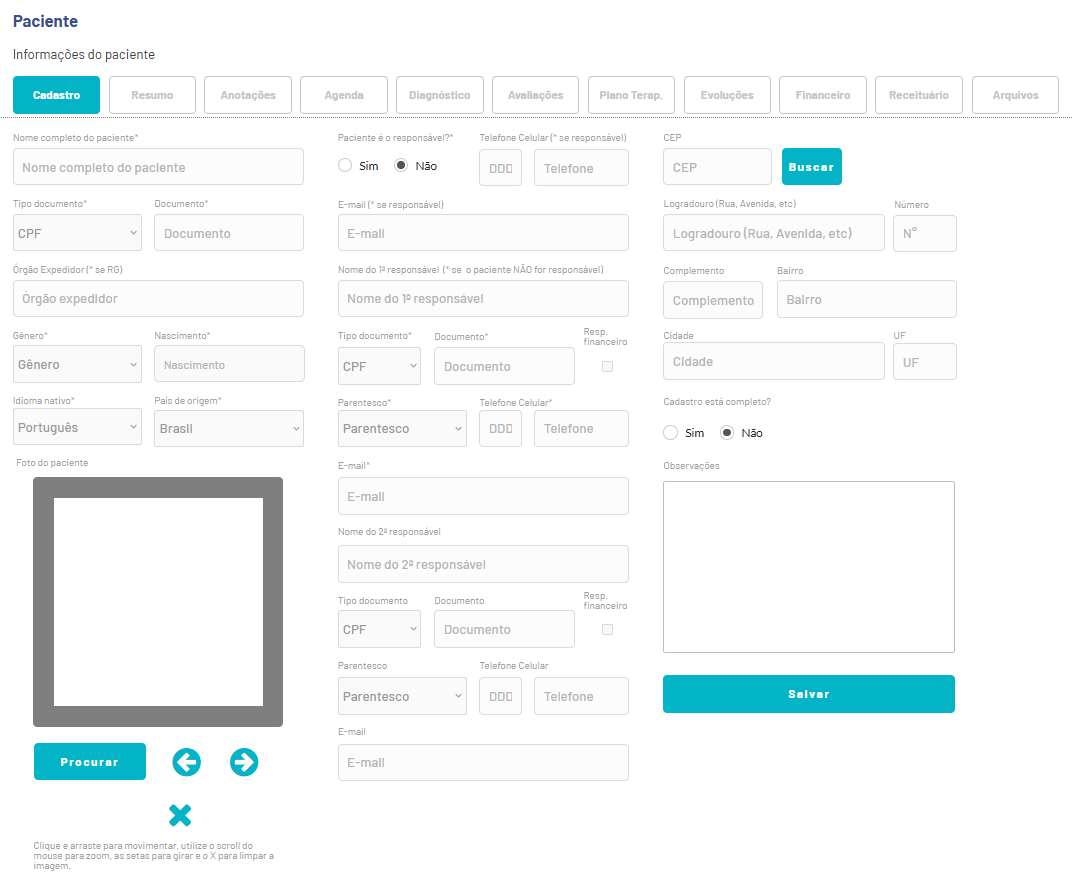 Paciente
Informações do paciente
Cadastro
Resumo
Anotações
Agenda
Diagnóstico
Avaliações
Plano Terap.
Evoluções
Financeiro
Receituário
Arquivos
Nome completo do paciente*
Nome completo do paciente
Tipo documento*
Documento*
CPF
Documento
Órgão Expedidor (* se RG)
Órgão expedidor
Gênero*
Nascimento*
Gênero
Nascimento
Idioma nativo*
País de origem*
Português
Brasil
Foto do paciente
Procurar
Clique e arraste para movimentar, utilize o scroll do
mouse para zoom, as setas para girar e o X para limpar a
imagem.
Paciente é o responsável?*
Telefone Celular (* se responsável)
Sim
Não
DDD
Telefone
E-mail (* se responsável)
E-mail
Nome do 1º responsável (* se o paciente NÃO for responsável)
Nome do 1º responsável
Tipo documento*
Documento*
Resp.
financeiro
CPF
Documento
Parentesco*
Telefone Celular*
Parentesco
DDD
Telefone
E-mail*
E-mail
Nome do 2º responsável
Nome do 2º responsável
Tipo documento
Documento
Resp.
financeiro
CPF
Documento
Parentesco
Telefone Celular
Parentesco
DDD
Telefone
E-mail
E-mail
CEP
CEP
Buscar
Logradouro (Rua, Avenida, etc)
Número
Logradouro (Rua, Avenida, etc)
N°
Complemento
Bairro
Complemento
Bairro
Cidade
UF
Cidade
UF
Cadastro está completo?
Sim
Não
Observações
Salvar